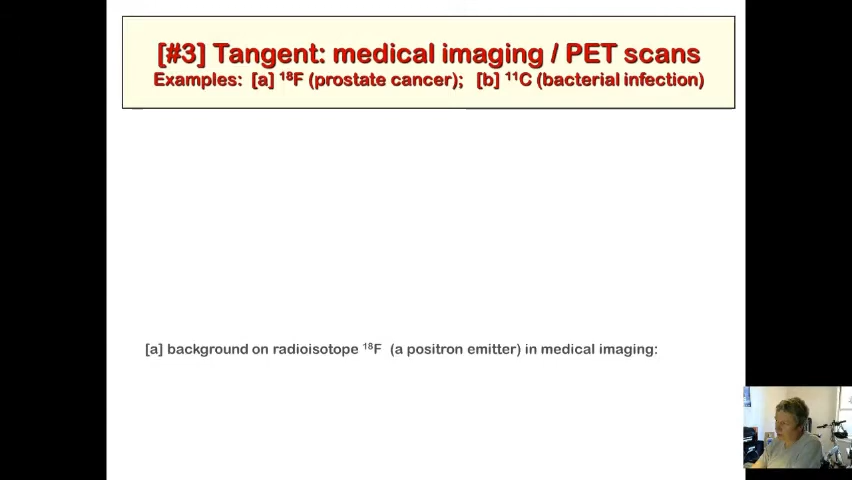 [#3] Tangent: medical imaging / PET scans
Examples: [a] ¹⁸F (prostate cancer); [b] ¹¹C (bacterial infection)
[a] background on radioisotope ¹⁸F (a positron emitter) in medical imaging: